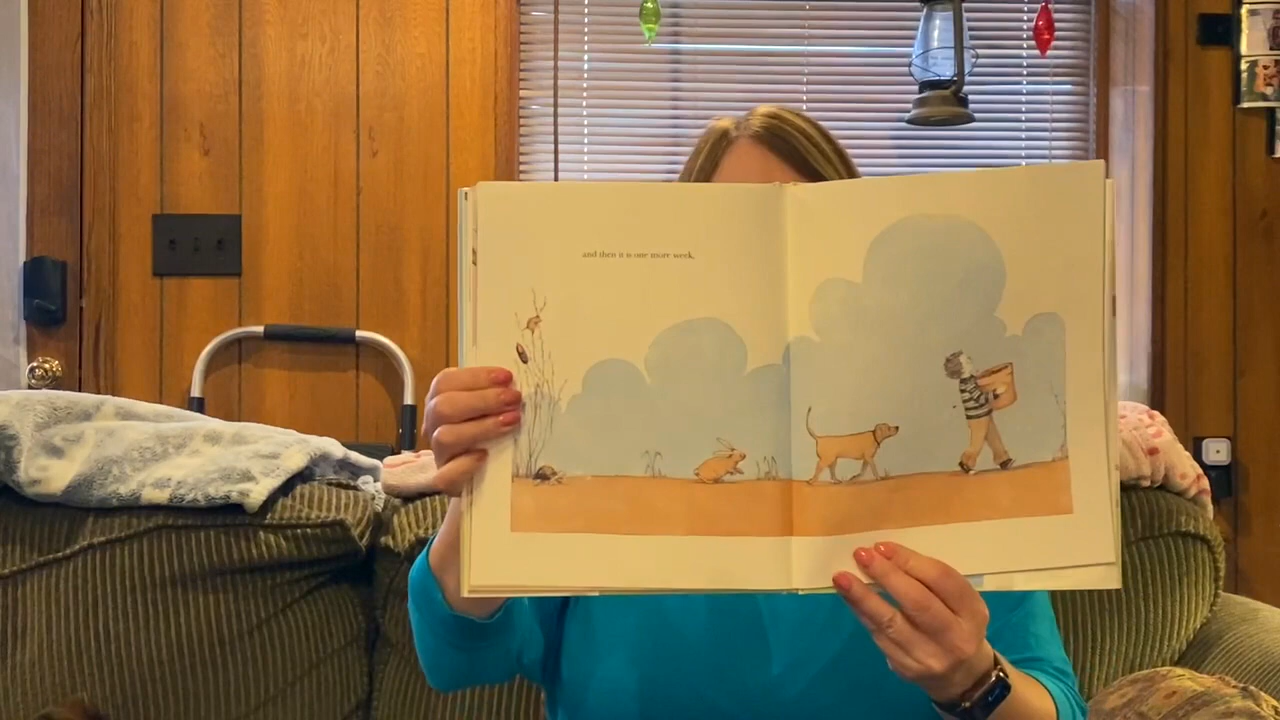 and then it is one more week,